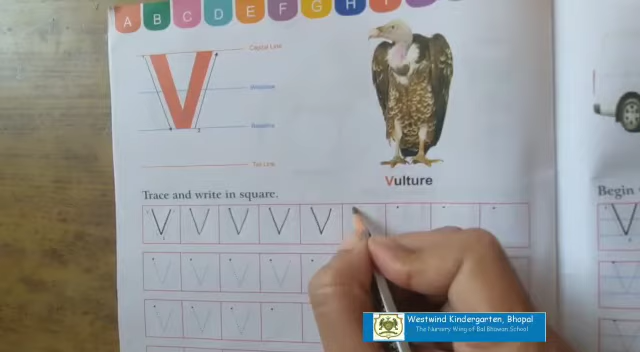 A B C D E F G H I
V
Capital Line
Midline
Baseline
Tail Line
Vulture
Trace and write in square.
Begin
V V V V V
V V V V
V V V V
V
V
Westwind Kindergarten, Bhopal
The Nursery Wing of Bal Bhawan School